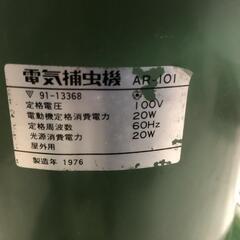 電気捕虫機 AR-101
▽ 91-13368
定格電圧 100V
電動機定格消費電力 20W
定格周波数 60Hz
光源消費電力 20W
屋外用
製造年 1976